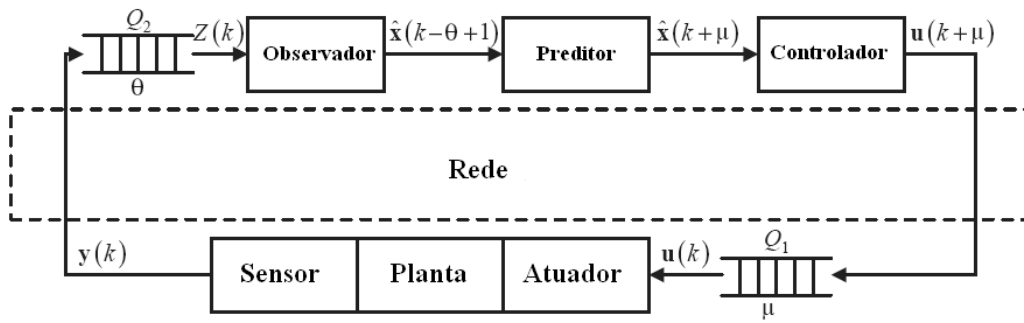 Q₂
Z(k)
θ
Observador
x̂(k−θ+1)
Preditor
x̂(k+μ)
Controlador
u(k+μ)
Rede
y(k)
Sensor
Planta
Atuador
u(k)
Q₁
μ